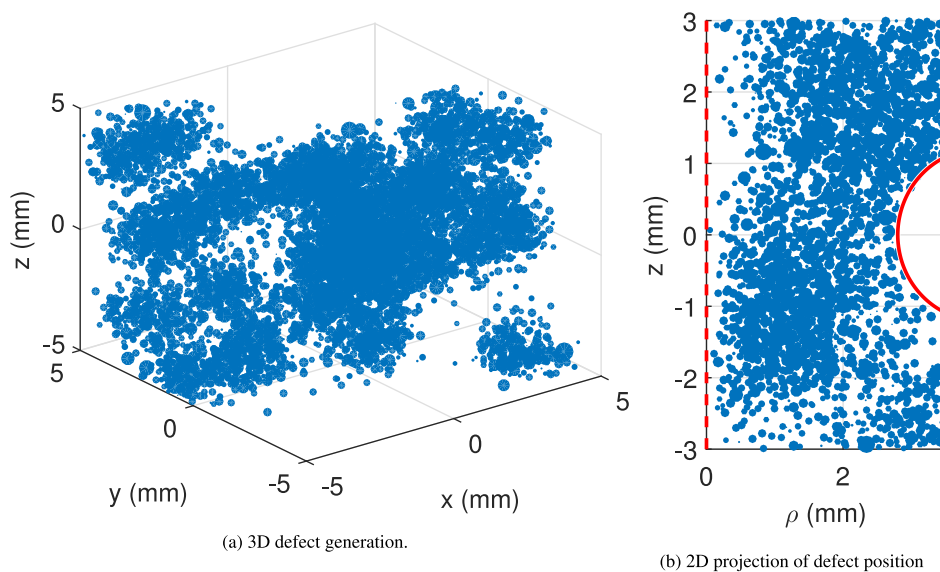 5
0
-5
z (mm)
5
0
-5
y (mm)
-5
0
5
x (mm)
(a) 3D defect generation.
3
2
1
0
-1
-2
-3
z (mm)
0
2
ρ (mm)
(b) 2D projection of defect position